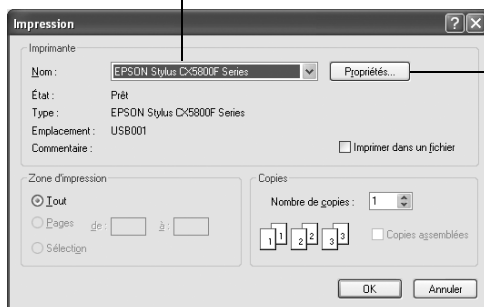 Impression
Imprimante
Nom : EPSON Stylus CX5800F Series Propriétés...
État : Prêt
Type : EPSON Stylus CX5800F Series
Emplacement : USB001
Commentaire : Imprimer dans un fichier
Zone d'impression
Tout
Pages de : à :
Sélection
Copies
Nombre de copies : 1
1 1 2 2 3 3
Copies assemblées
OK Annuler